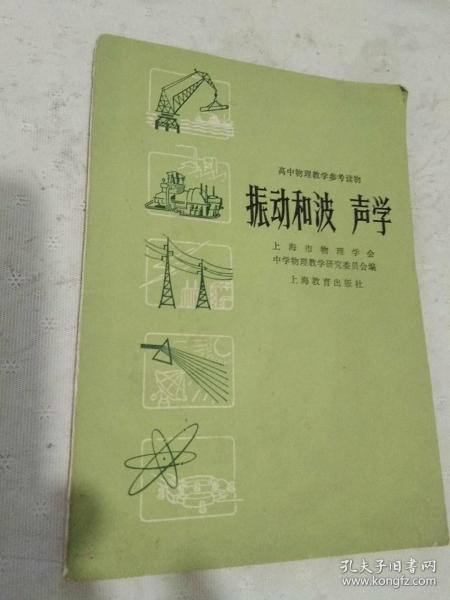 高中物理教学参考读物
振动和波 声学
上海市物理学会
中学物理教学研究委员会编
上海教育出版社
孔夫子旧书网
www.kongfz.com